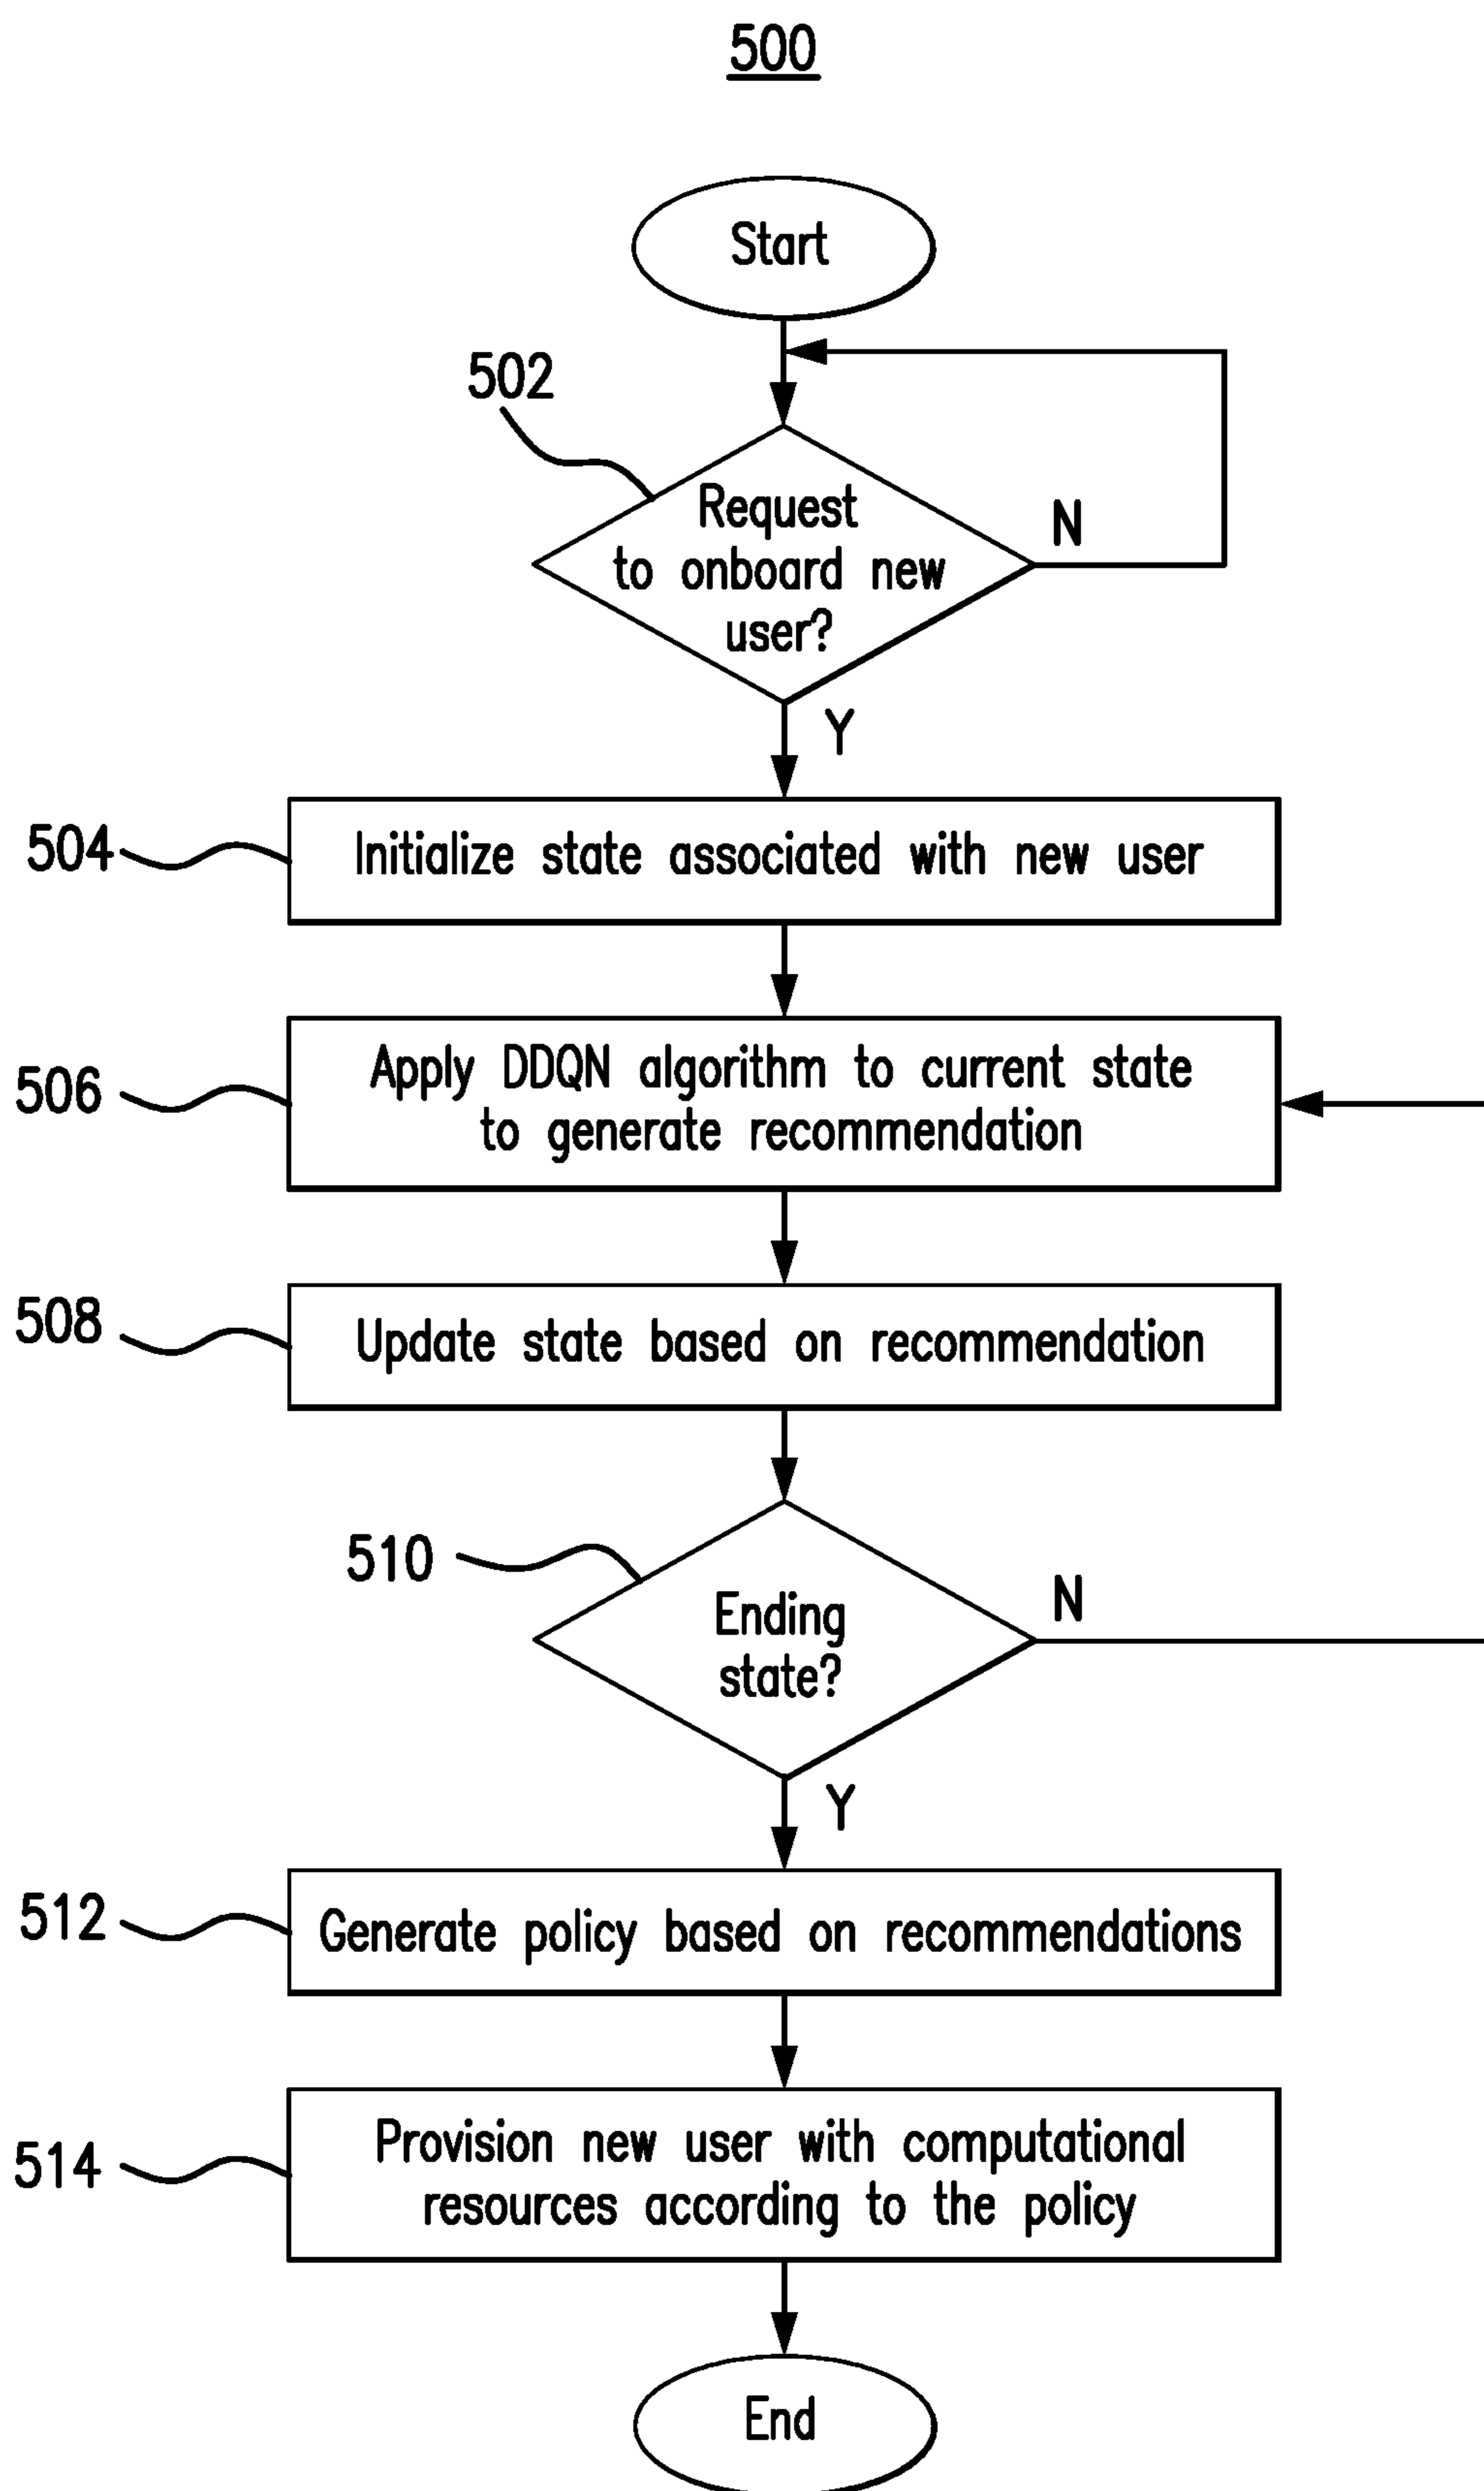 500
Start
502
Request
to onboard new
user?
N
Y
504
Initialize state associated with new user
506
Apply DDQN algorithm to current state
to generate recommendation
508
Update state based on recommendation
510
Ending
state?
N
Y
512
Generate policy based on recommendations
514
Provision new user with computational
resources according to the policy
End